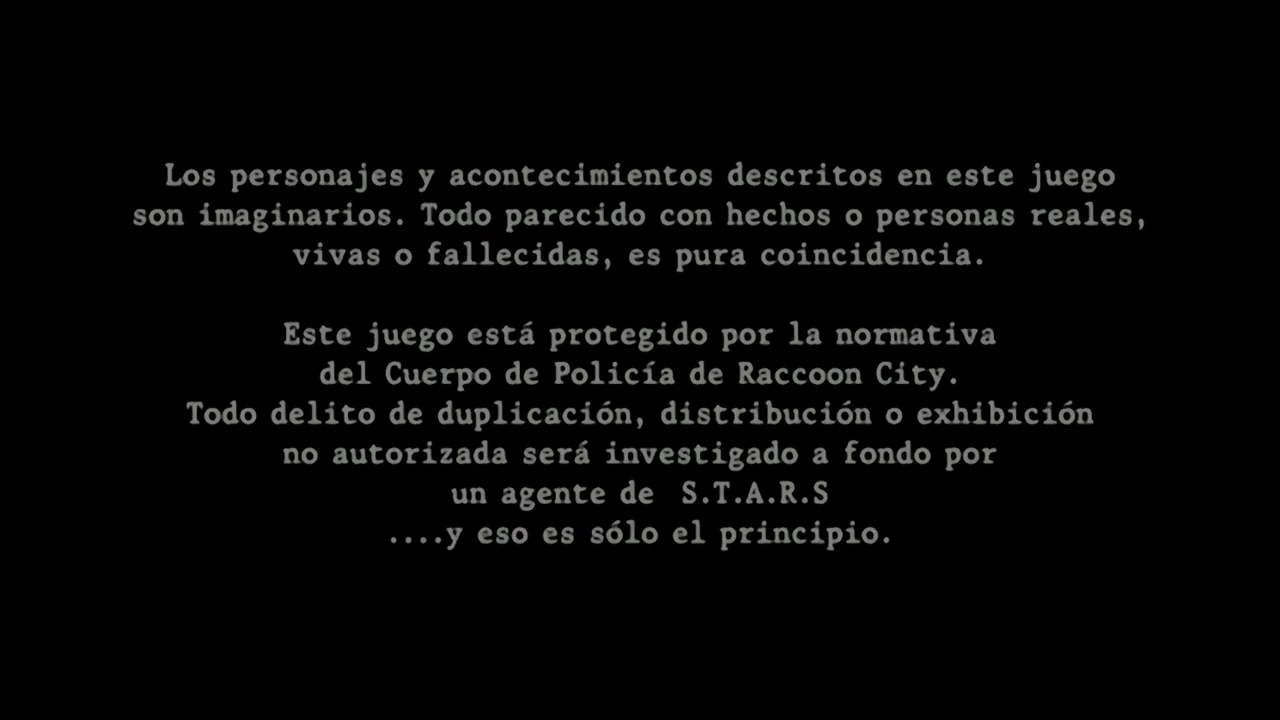 Los personajes y acontecimientos descritos en este juego
son imaginarios. Todo parecido con hechos o personas reales,
vivas o fallecidas, es pura coincidencia.
Este juego está protegido por la normativa
del Cuerpo de Policía de Raccoon City.
Todo delito de duplicación, distribución o exhibición
no autorizada será investigado a fondo por
un agente de  S.T.A.R.S
....y eso es sólo el principio.